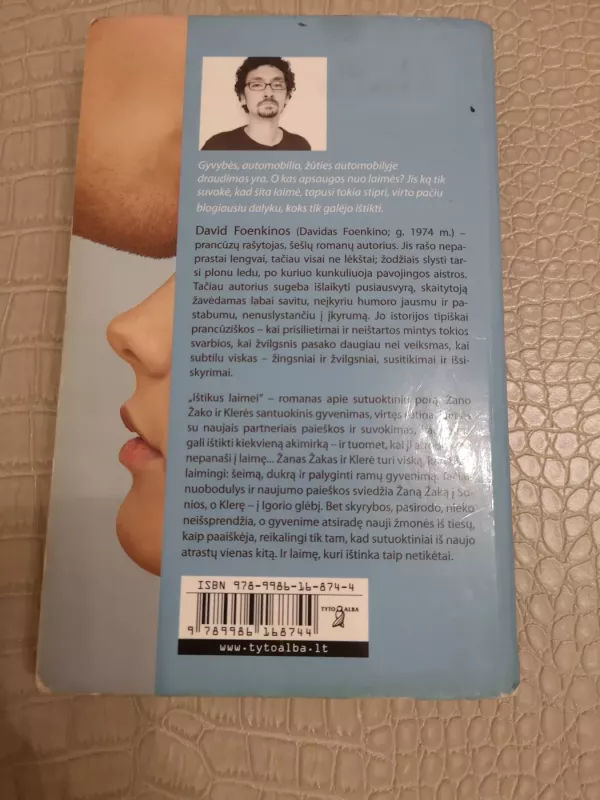 Gyvybės, automobilio, žūties automobilyje
draudimas yra. O kas apsaugos nuo laimės? Jis ką tik
suvokė, kad šita laimė, tapusi tokia stipri, virto pačiu
blogiausiu dalyku, koks tik galėjo ištikti.
David Foenkinos (Davidas Foenkino; g. 1974 m.) –
prancūzų rašytojas, šešių romanų autorius. Jis rašo nepa-
prastai lengvai, tačiau visai ne lėkštai; žodžiais slysti tar-
si plonu ledu, po kuriuo kunkuliuoja pavojingos aistros.
Tačiau autorius sugeba išlaikyti pusiausvyrą, skaitytoją
žavėdamas labai savitu, neįkyriu humoro jausmu ir pa-
stabumu, nenuslystančiu į įkyrumą. Jo istorijos tipiškai
prancūziškos – kai prisilietimai ir neištartos mintys tokios
svarbios, kai žvilgsnis pasako daugiau nei veiksmas, kai
subtilu viskas – žingsniai ir žvilgsniai, susitikimai ir išsi-
skyrimai.
„Ištikus laimei" – romanas apie sutuoktinių porą. Žano
Žako ir Klerės santuokinis gyvenimas, virtęs
su naujais partneriais paieškos ir suvokimas,
gali ištikti kiekvieną akimirką – ir tuomet, kai
nepanaši į laimę... Žanas Žakas ir Klerė turi viską,
laimingi: šeimą, dukrą ir palyginti ramų gyvenimą.
nuobodulys ir naujumo paieškos sviedžia Žaną Žaką į So-
nios, o Klerę – į Igorio glėbį. Bet skyrybos, pasirodo, nieko
neišsprendžia, o gyvenime atsiradę nauji žmonės iš tiesų,
kaip paaiškėja, reikalingi tik tam, kad sutuoktiniai iš naujo
atrastų vienas kitą. Ir laimę, kuri ištinka taip netikėtai.
ISBN 978-9986-16-874-4
TYTO ALBA
9 789986 168744
www.tytoalba.lt